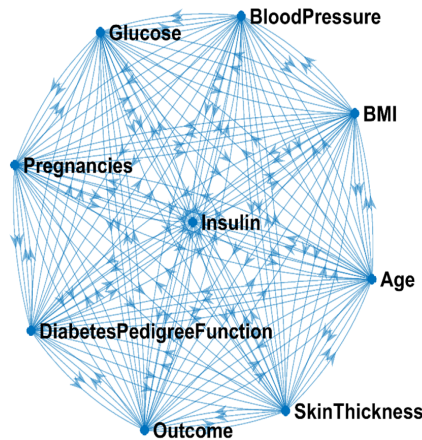 BloodPressure
Glucose
BMI
Pregnancies
Insulin
Age
DiabetesPedigreeFunction
SkinThickness
Outcome